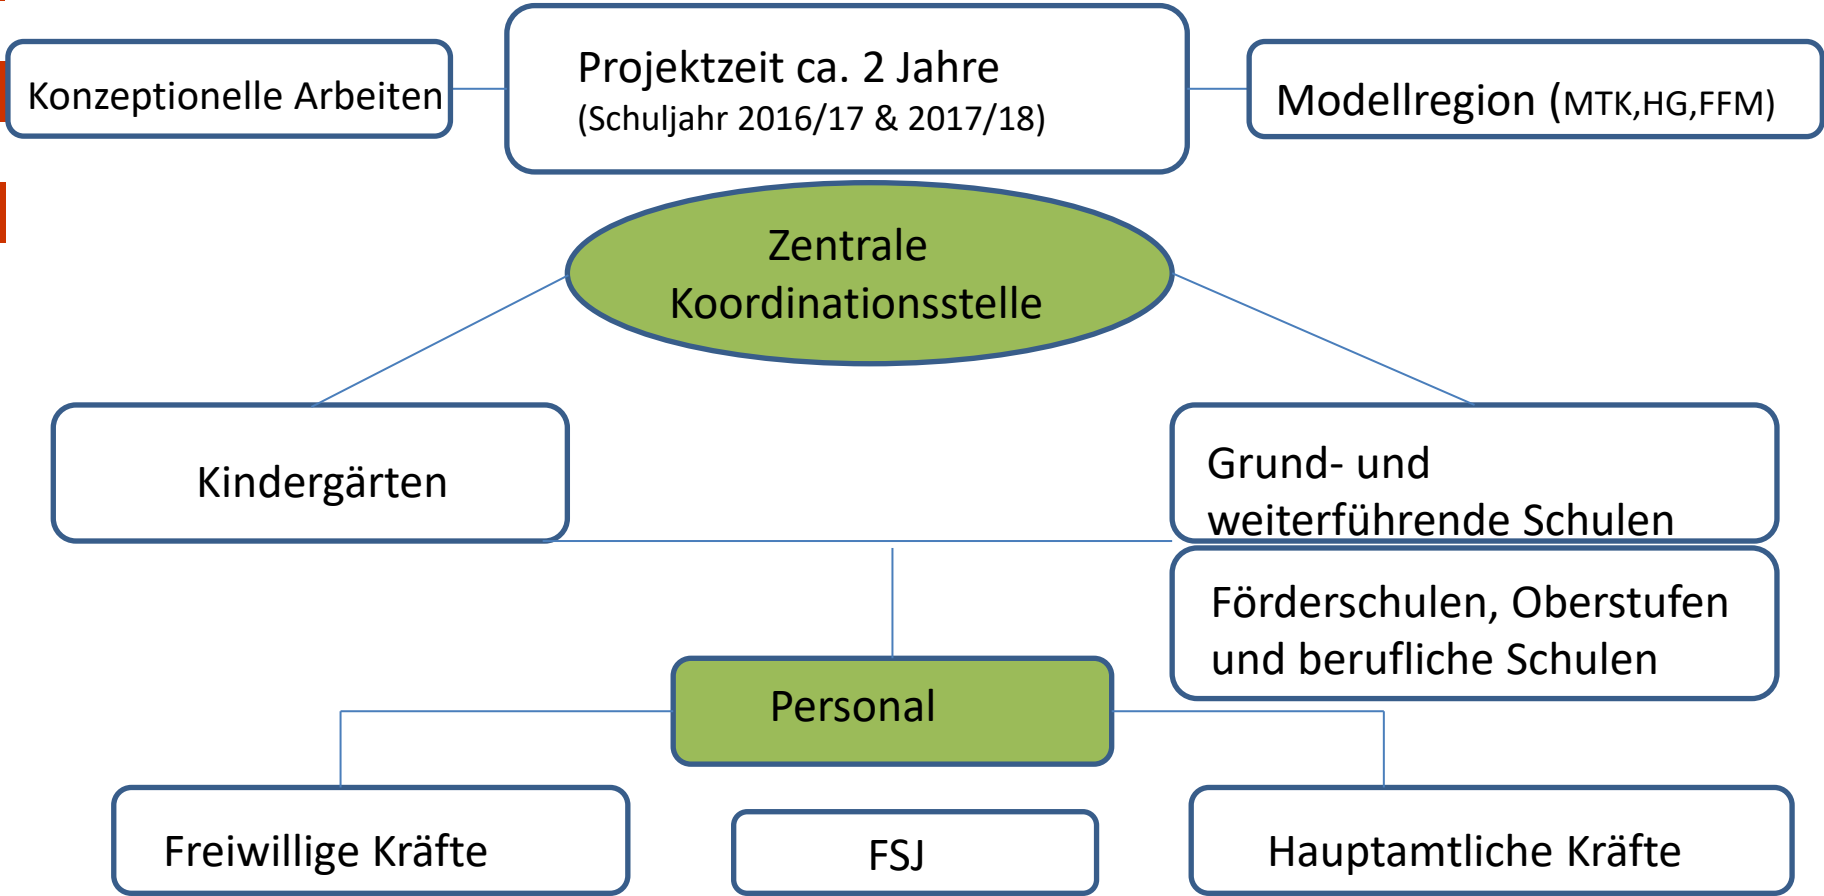 Konzeptionelle Arbeiten
Projektzeit ca. 2 Jahre
(Schuljahr 2016/17 & 2017/18)
Modellregion (MTK,HG,FFM)
Zentrale
Koordinationsstelle
Kindergärten
Grund- und
weiterführende Schulen
Förderschulen, Oberstufen
und berufliche Schulen
Personal
Freiwillige Kräfte
FSJ
Hauptamtliche Kräfte